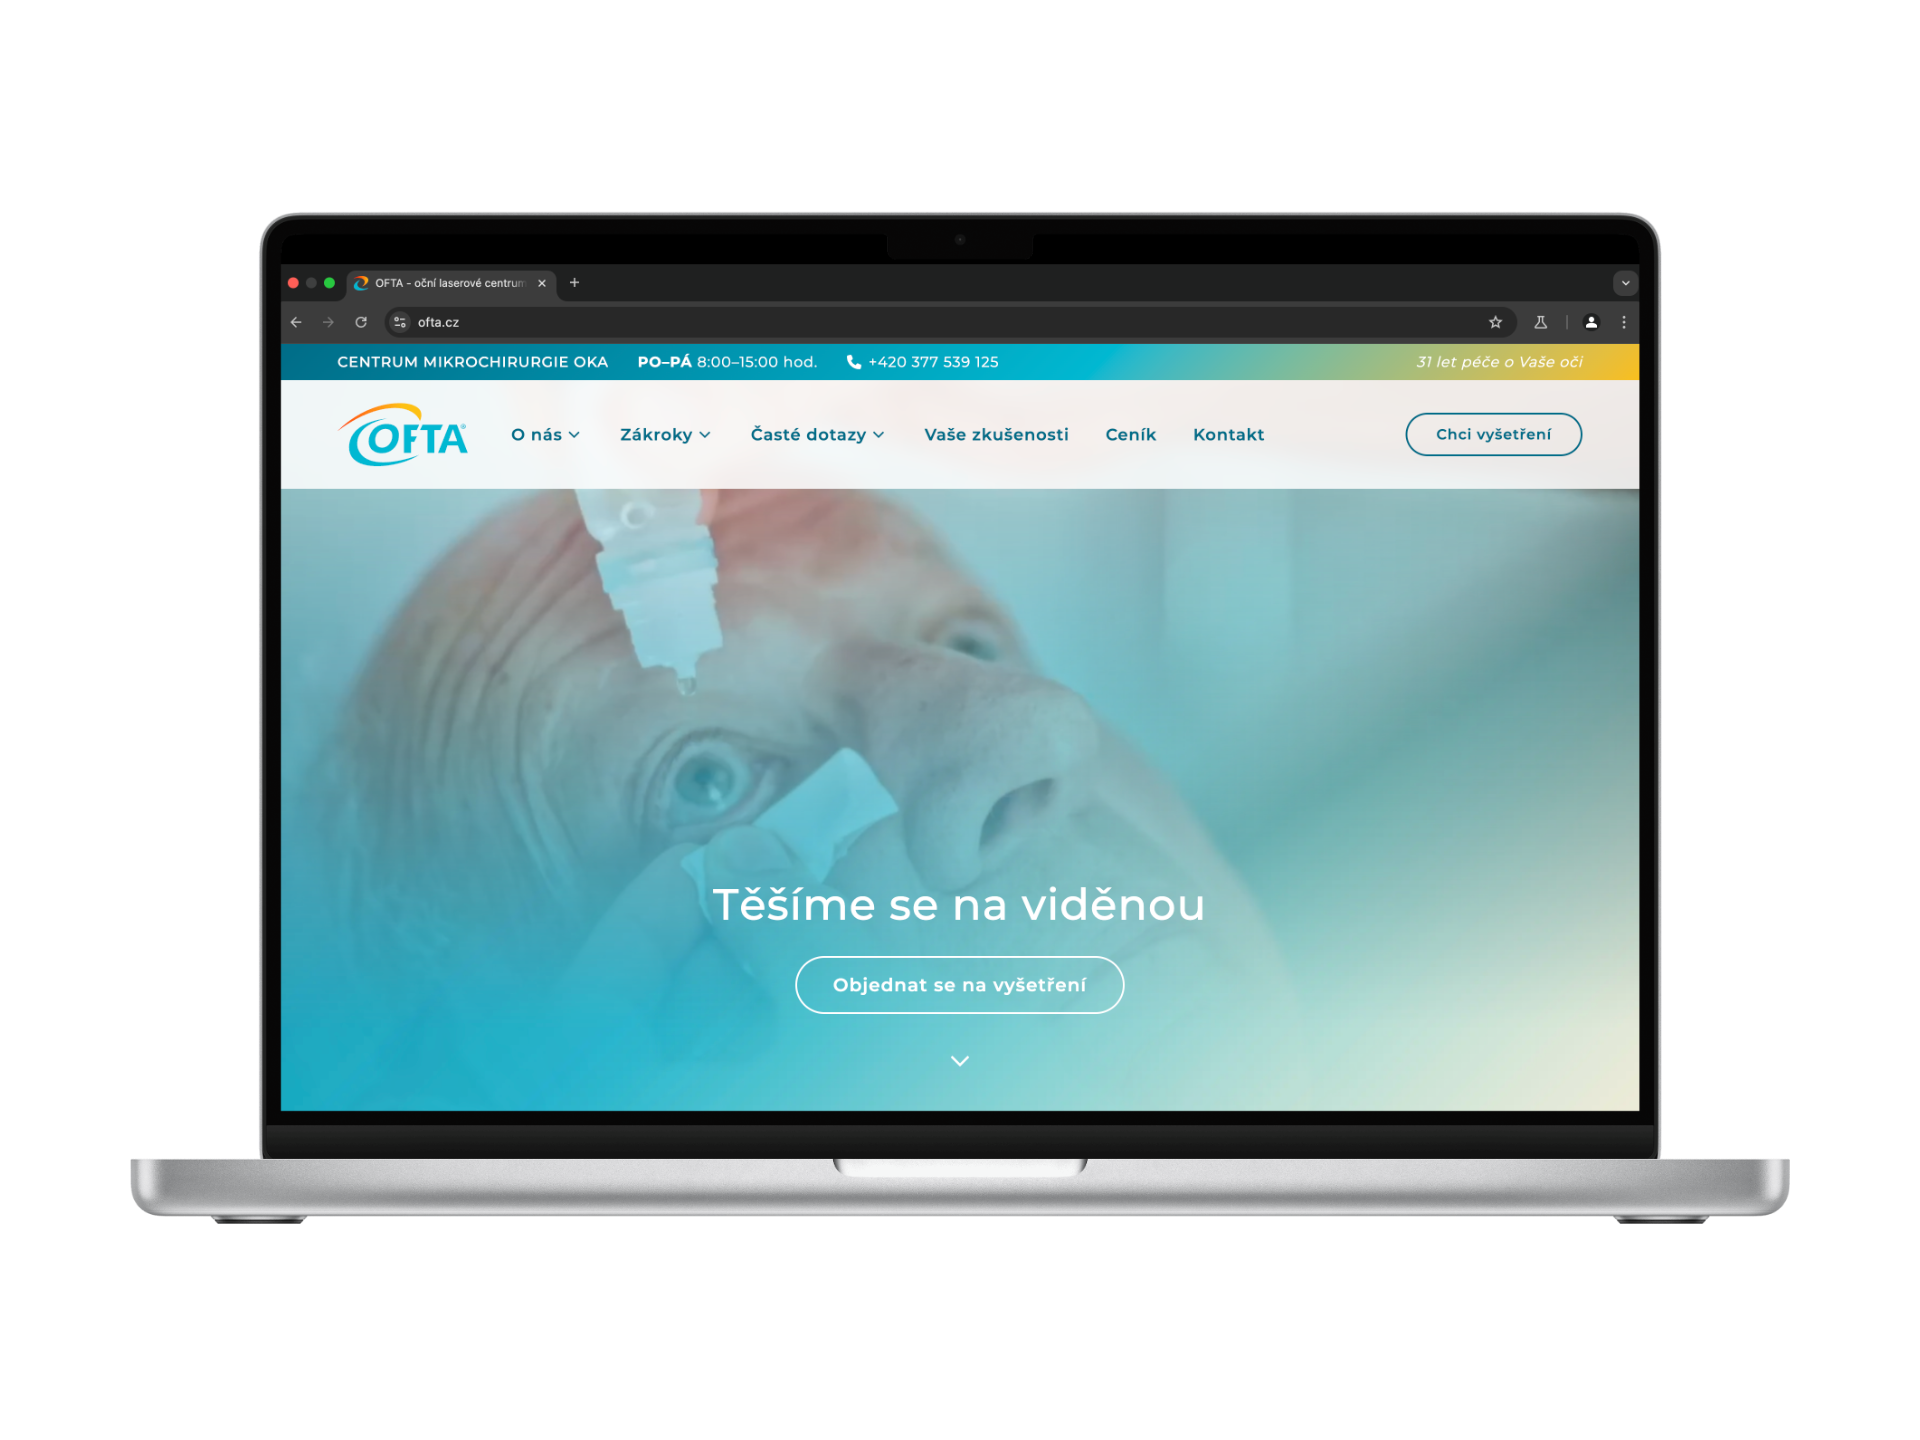 OFTA - oční laserové centrum
ofta.cz
CENTRUM MIKROCHIRURGIE OKA PO–PÁ 8:00–15:00 hod. +420 377 539 125 31 let péče o Vaše oči
OFTA® O nás Zákroky Časté dotazy Vaše zkušenosti Ceník Kontakt Chci vyšetření
Těšíme se na viděnou
Objednat se na vyšetření